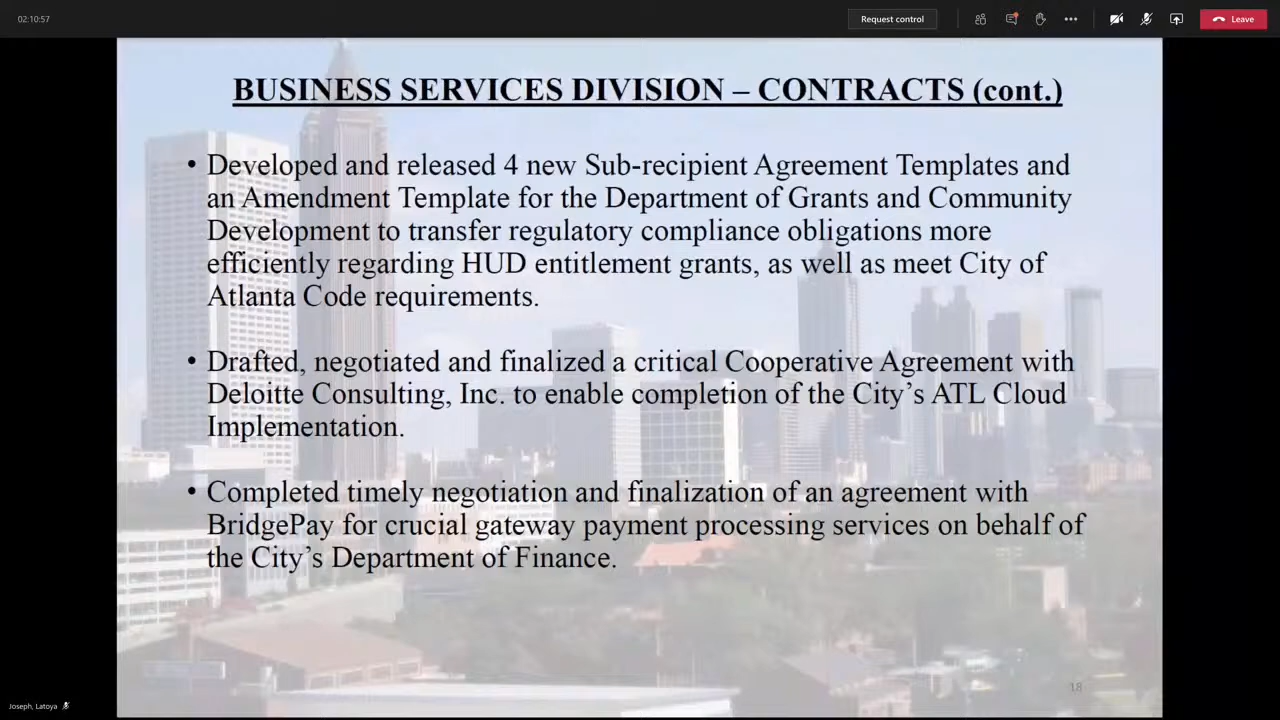 02:10:57
Request control
Leave
BUSINESS SERVICES DIVISION – CONTRACTS (cont.)
• Developed and released 4 new Sub-recipient Agreement Templates and
an Amendment Template for the Department of Grants and Community
Development to transfer regulatory compliance obligations more
efficiently regarding HUD entitlement grants, as well as meet City of
Atlanta Code requirements.
• Drafted, negotiated and finalized a critical Cooperative Agreement with
Deloitte Consulting, Inc. to enable completion of the City’s ATL Cloud
Implementation.
• Completed timely negotiation and finalization of an agreement with
BridgePay for crucial gateway payment processing services on behalf of
the City’s Department of Finance.
18
Joseph, Latoya